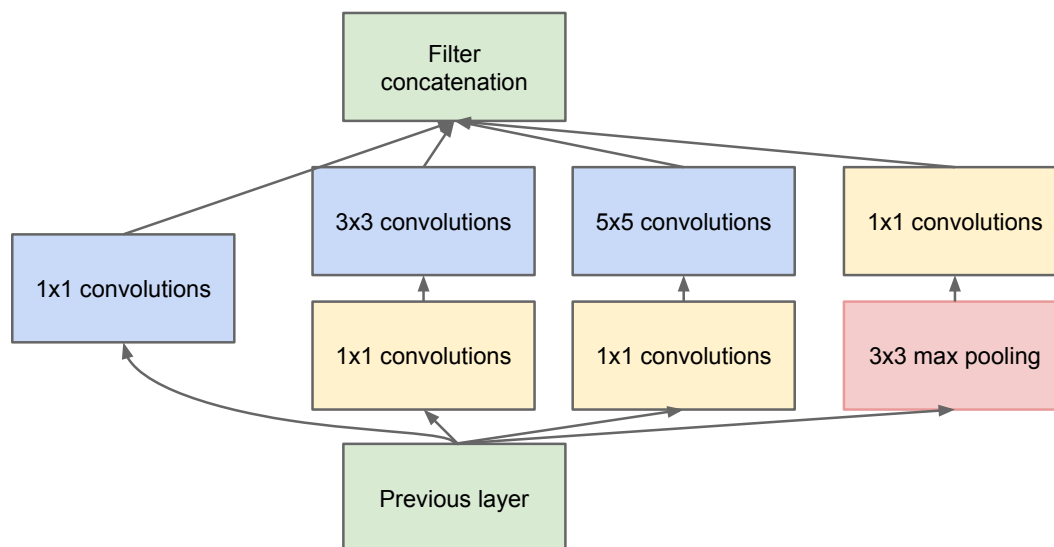 Filter
concatenation
3x3 convolutions
5x5 convolutions
1x1 convolutions
1x1 convolutions
1x1 convolutions
1x1 convolutions
3x3 max pooling
Previous layer